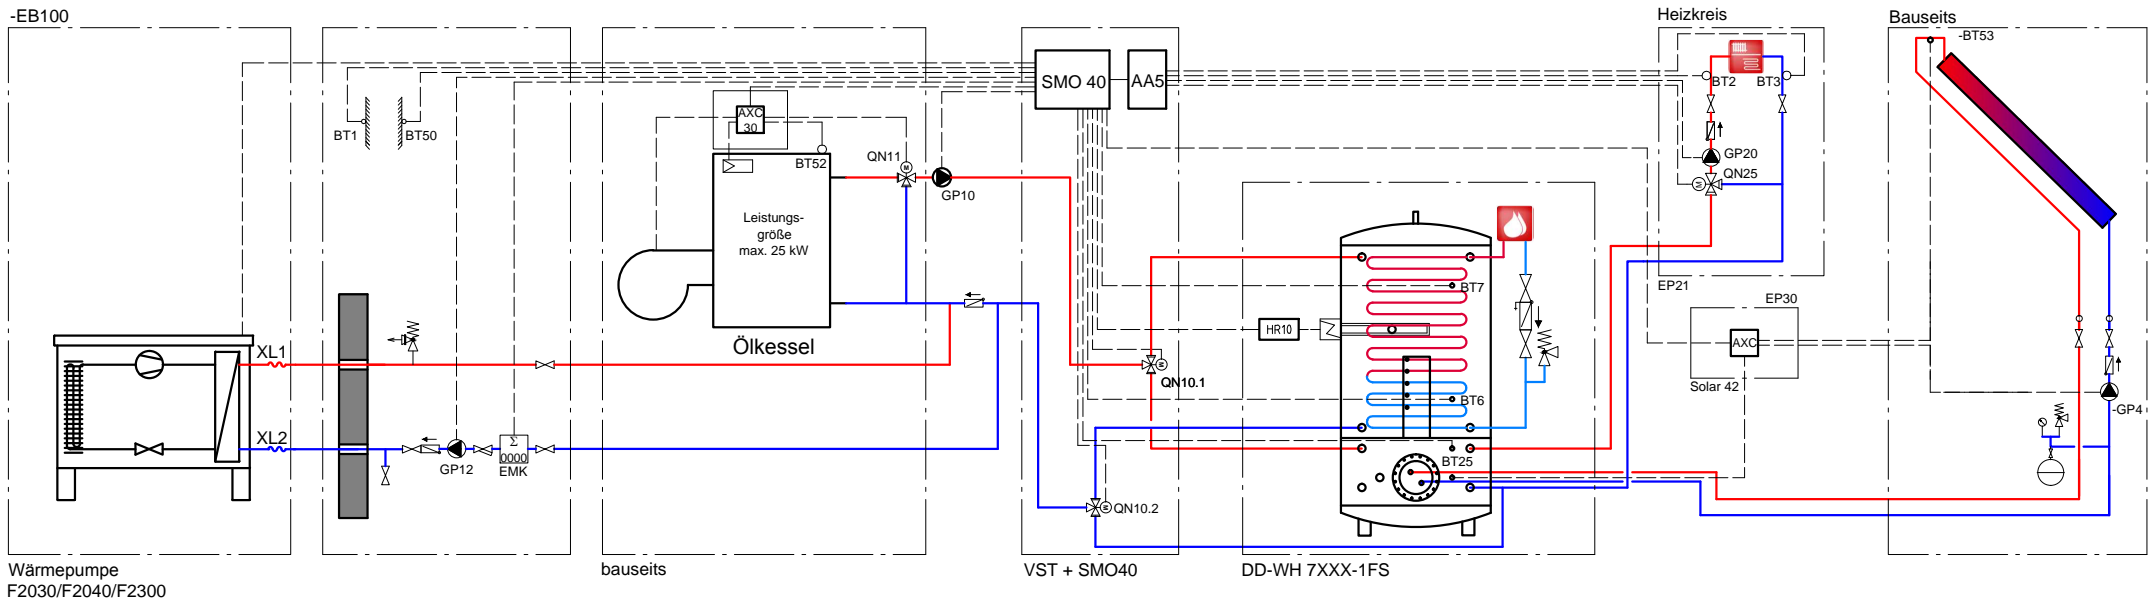 -EB100
Heizkreis
Bauseits
-BT53
SMO 40
AA5
BT2
BT3
BT1
BT50
AXC
30
BT52
QN11
M
GP10
GP20
QN25
M
Leistungs-
größe
max. 25 kW
Ölkessel
BT7
EP21
EP30
HR10
AXC
Solar 42
XL1
M
QN10.1
BT6
-GP4
XL2
Σ
0000
GP12
EMK
BT25
M
QN10.2
Wärmepumpe
F2030/F2040/F2300
bauseits
VST + SMO40
DD-WH 7XXX-1FS